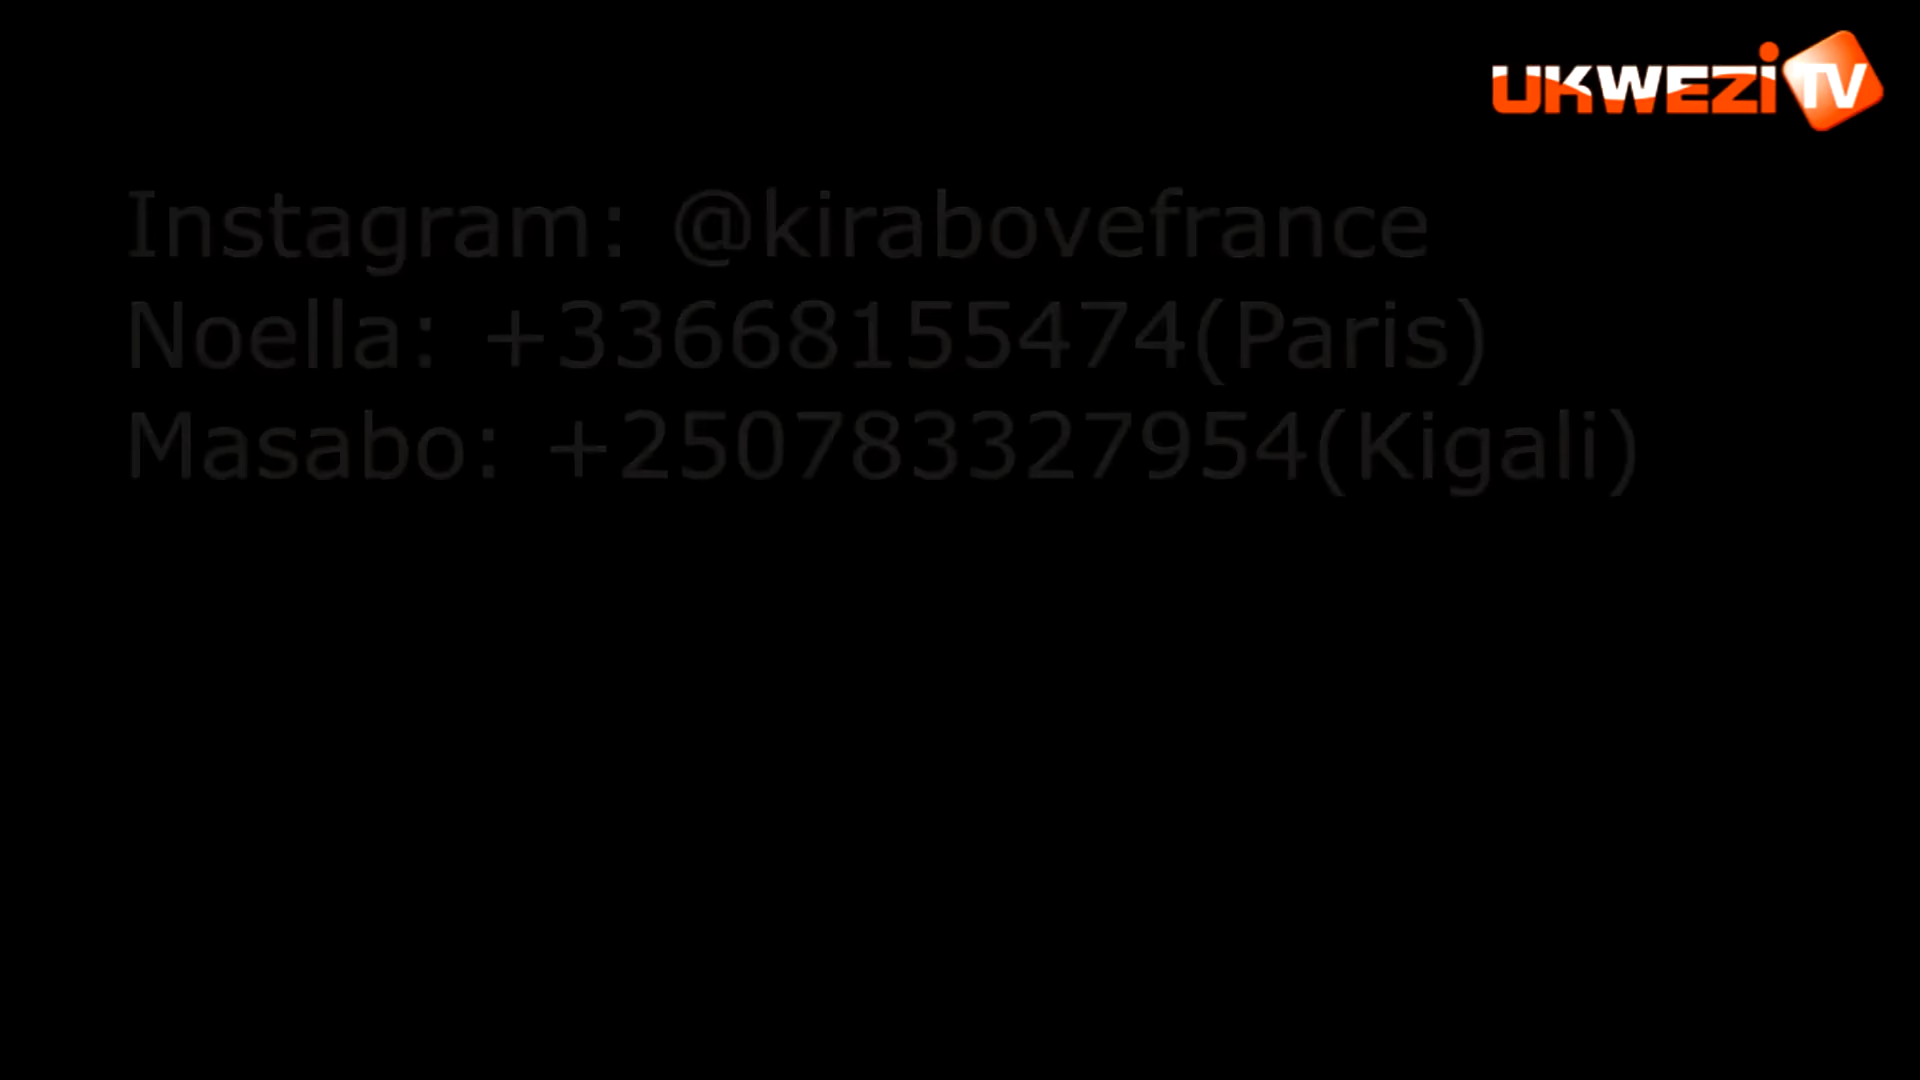 UKWEZI TV
Instagram: @kirabovefrance
Noella: +33668155474(Paris)
Masabo: +250783327954(Kigali)